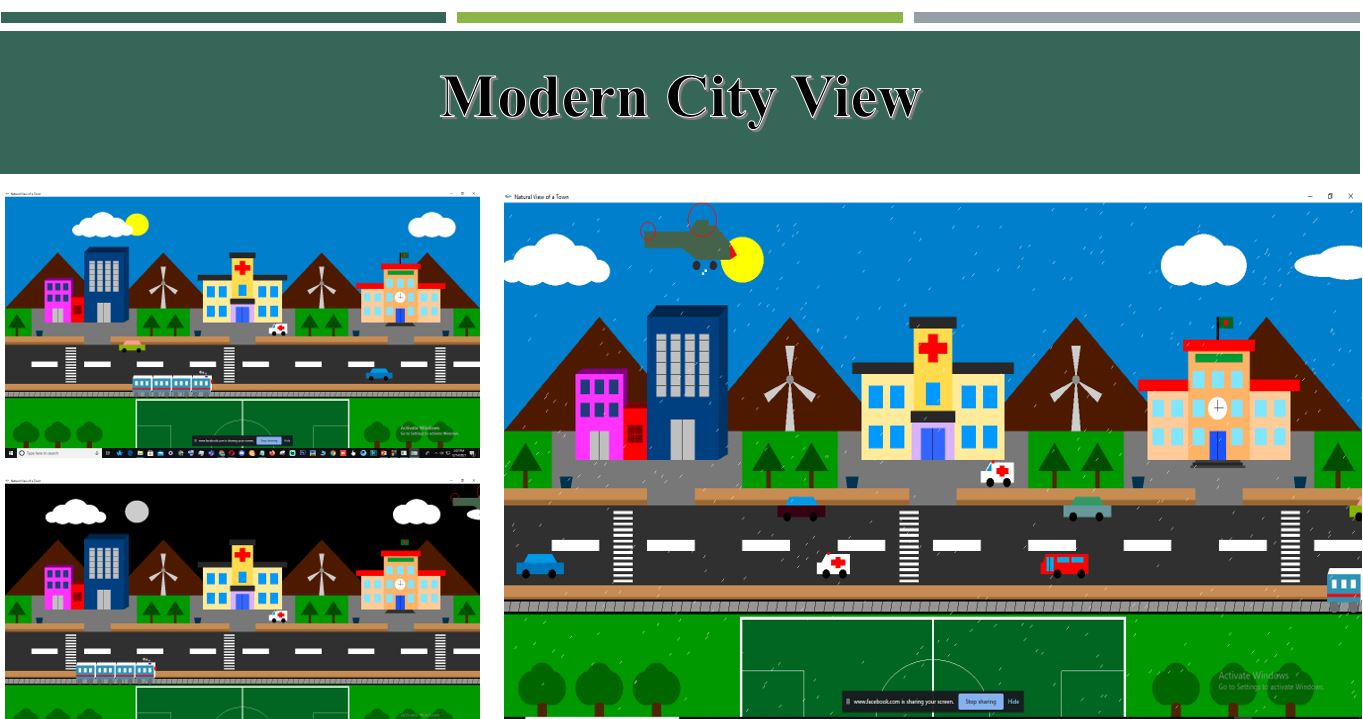 Modern City View
Natural View of a Town
www.facebook.com is sharing your screen.
Stop sharing
Hide
Activate Windows
Go to Settings to activate Windows.
Type here to search
Natural View of a Town
Natural View of a Town
Activate Windows
Go to Settings to activate Windows.
www.facebook.com is sharing your screen.
Stop sharing
Hide